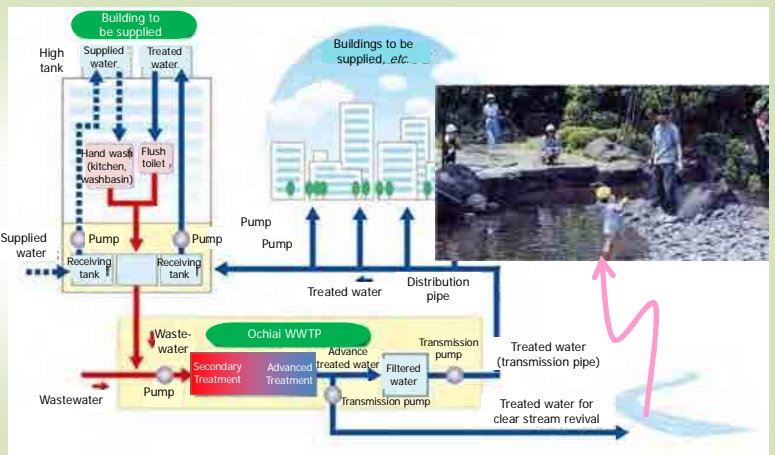 Building to
be supplied
High
tank
Supplied
water
Treated
water
Hand wash
(kitchen,
washbasin)
Flush
toilet
Buildings to be
supplied, etc.
Pump
Pump
Pump
Pump
Supplied
water
Receiving
tank
Receiving
tank
Treated water
Distribution
pipe
Waste-
water
Ochiai WWTP
Secondary
Treatment
Advanced
Treatment
Advance
treated water
Filtered
water
Transmission
pump
Treated water
(transmission pipe)
Wastewater
Pump
Transmission pump
Treated water for
clear stream revival